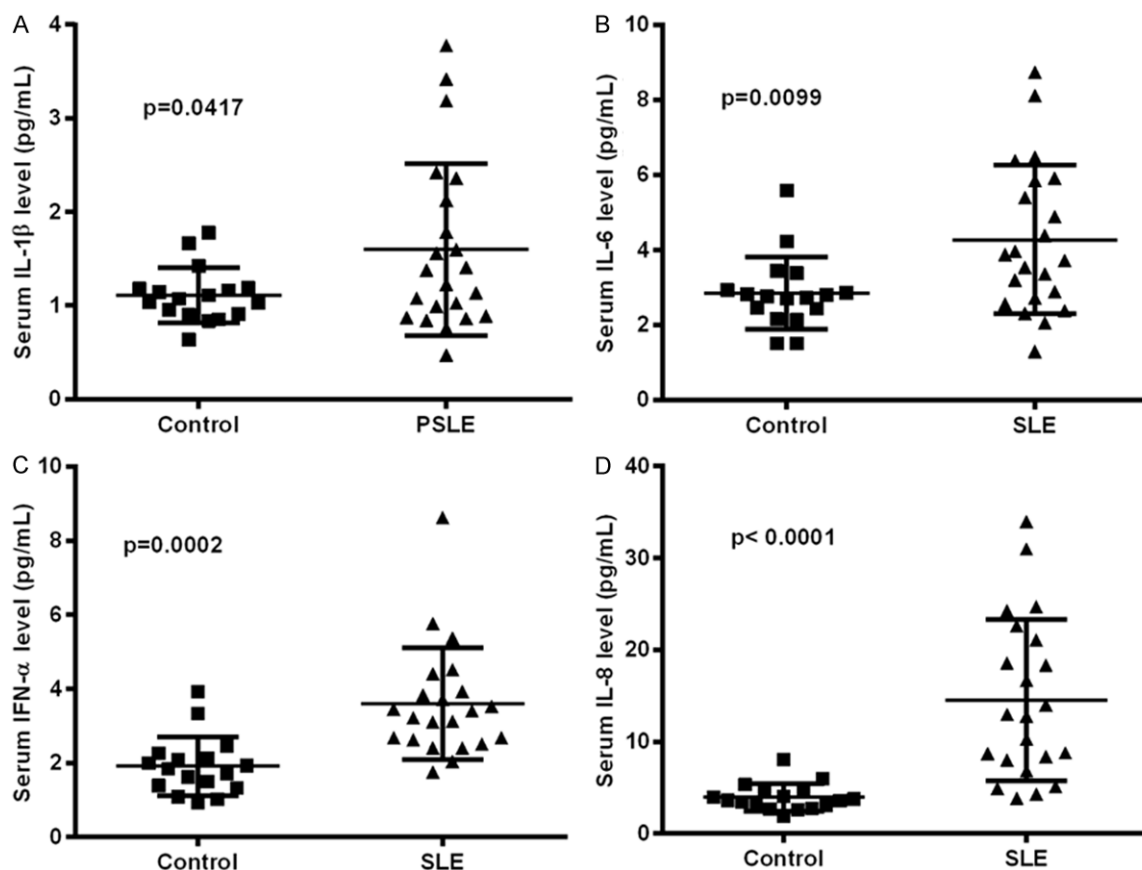 A
Serum IL-1β level (pg/mL)
4
3
2
1
0
p=0.0417
Control
PSLE
B
Serum IL-6 level (pg/mL)
10
8
6
4
2
0
p=0.0099
Control
SLE
C
Serum IFN-α level (pg/mL)
10
8
6
4
2
0
p=0.0002
Control
SLE
D
Serum IL-8 level (pg/mL)
40
30
20
10
0
p< 0.0001
Control
SLE